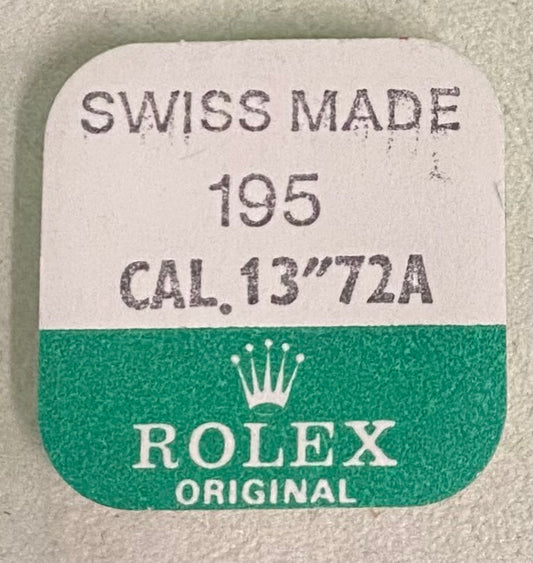 SWISS MADE
195
CAL. 13"72A
ROLEX
ORIGINAL